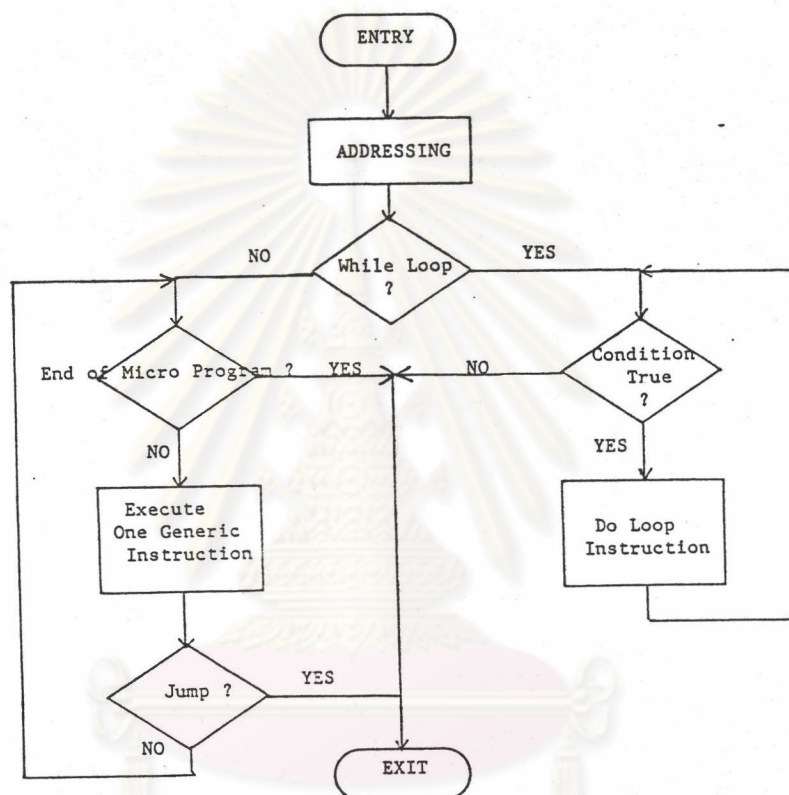 ENTRY
ADDRESSING
NO
YES
While Loop
?
End of Micro Program ?
YES
NO
Condition
True
?
NO
YES
Execute
One Generic
Instruction
Do Loop
Instruction
Jump ?
YES
NO
EXIT